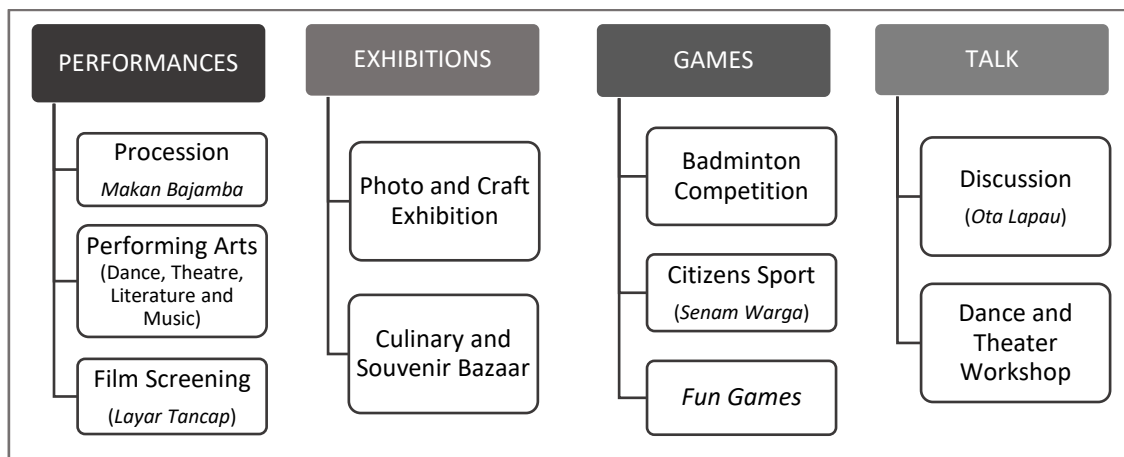 PERFORMANCES
Procession
Makan Bajamba
Performing Arts
(Dance, Theatre,
Literature and
Music)
Film Screening
(Layar Tancap)
EXHIBITIONS
Photo and Craft
Exhibition
Culinary and
Souvenir Bazaar
GAMES
Badminton
Competition
Citizens Sport
(Senam Warga)
Fun Games
TALK
Discussion
(Ota Lapau)
Dance and
Theater
Workshop